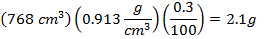 (768 cm³)(0.913 g/cm³)(0.3/100) = 2.1g